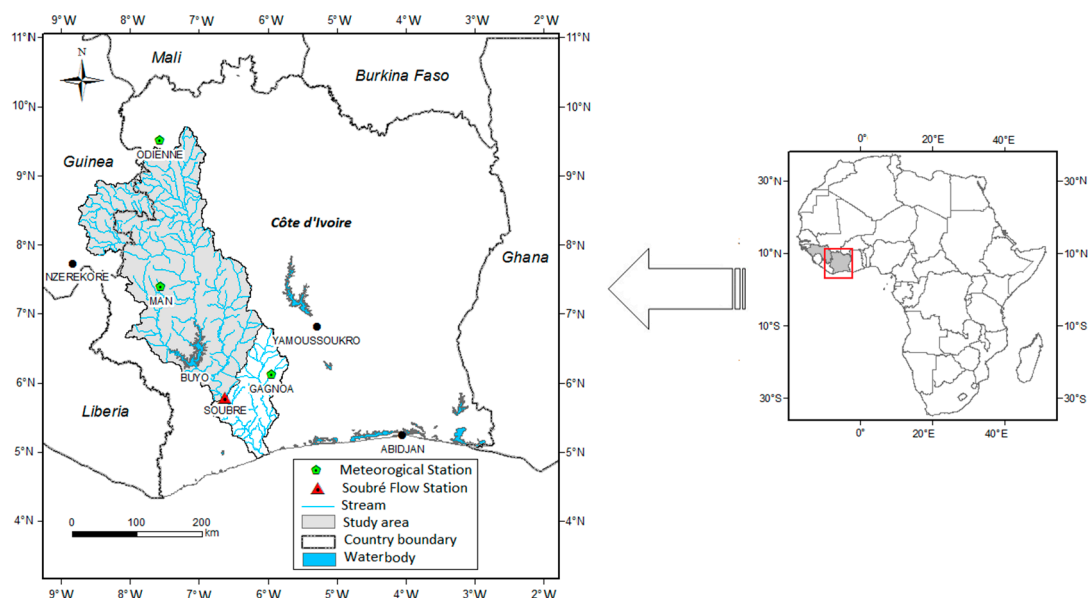 9°W 8°W 7°W 6°W 5°W 4°W 3°W 2°W
11°N 11°N
N
Mali
Burkina Faso
10°N 10°N
ODIENNE
Guinea
9°N 9°N
Côte d'Ivoire
8°N 8°N
Ghana
NZEREKORE
MAN
7°N 7°N
YAMOUSSOUKRO
BUYO
GAGNOA
6°N 6°N
SOUBRE
Liberia
ABIDJAN
5°N 5°N
Meteorogical Station
Soubré Flow Station
Stream
Study area
Country boundary
Waterbody
0 100 200
km
4°N 4°N
9°W 8°W 7°W 6°W 5°W 4°W 3°W 2°W
0° 20°E 40°E
30°N 30°N
10°N 10°N
10°S 10°S
30°S 30°S
0° 20°E 40°E